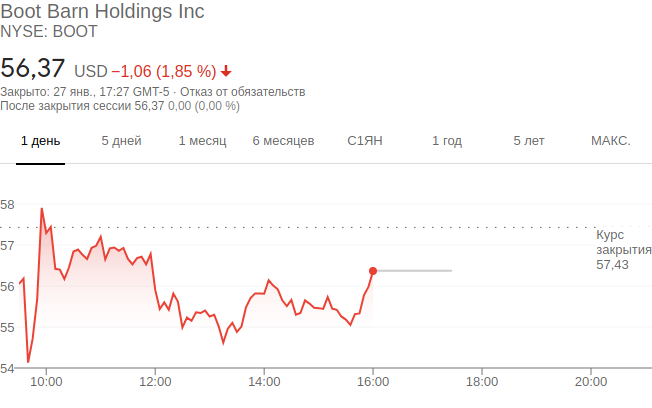 Boot Barn Holdings Inc
NYSE: BOOT
56,37 USD −1,06 (1,85 %)
Закрыто: 27 янв., 17:27 GMT-5 · Отказ от обязательств
После закрытия сессии 56,37 0,00 (0,00 %)
1 день 5 дней 1 месяц 6 месяцев С1ЯН 1 год 5 лет МАКС.
58
57
56
55
54
Курс
закрытия
57,43
10:00 12:00 14:00 16:00 18:00 20:00